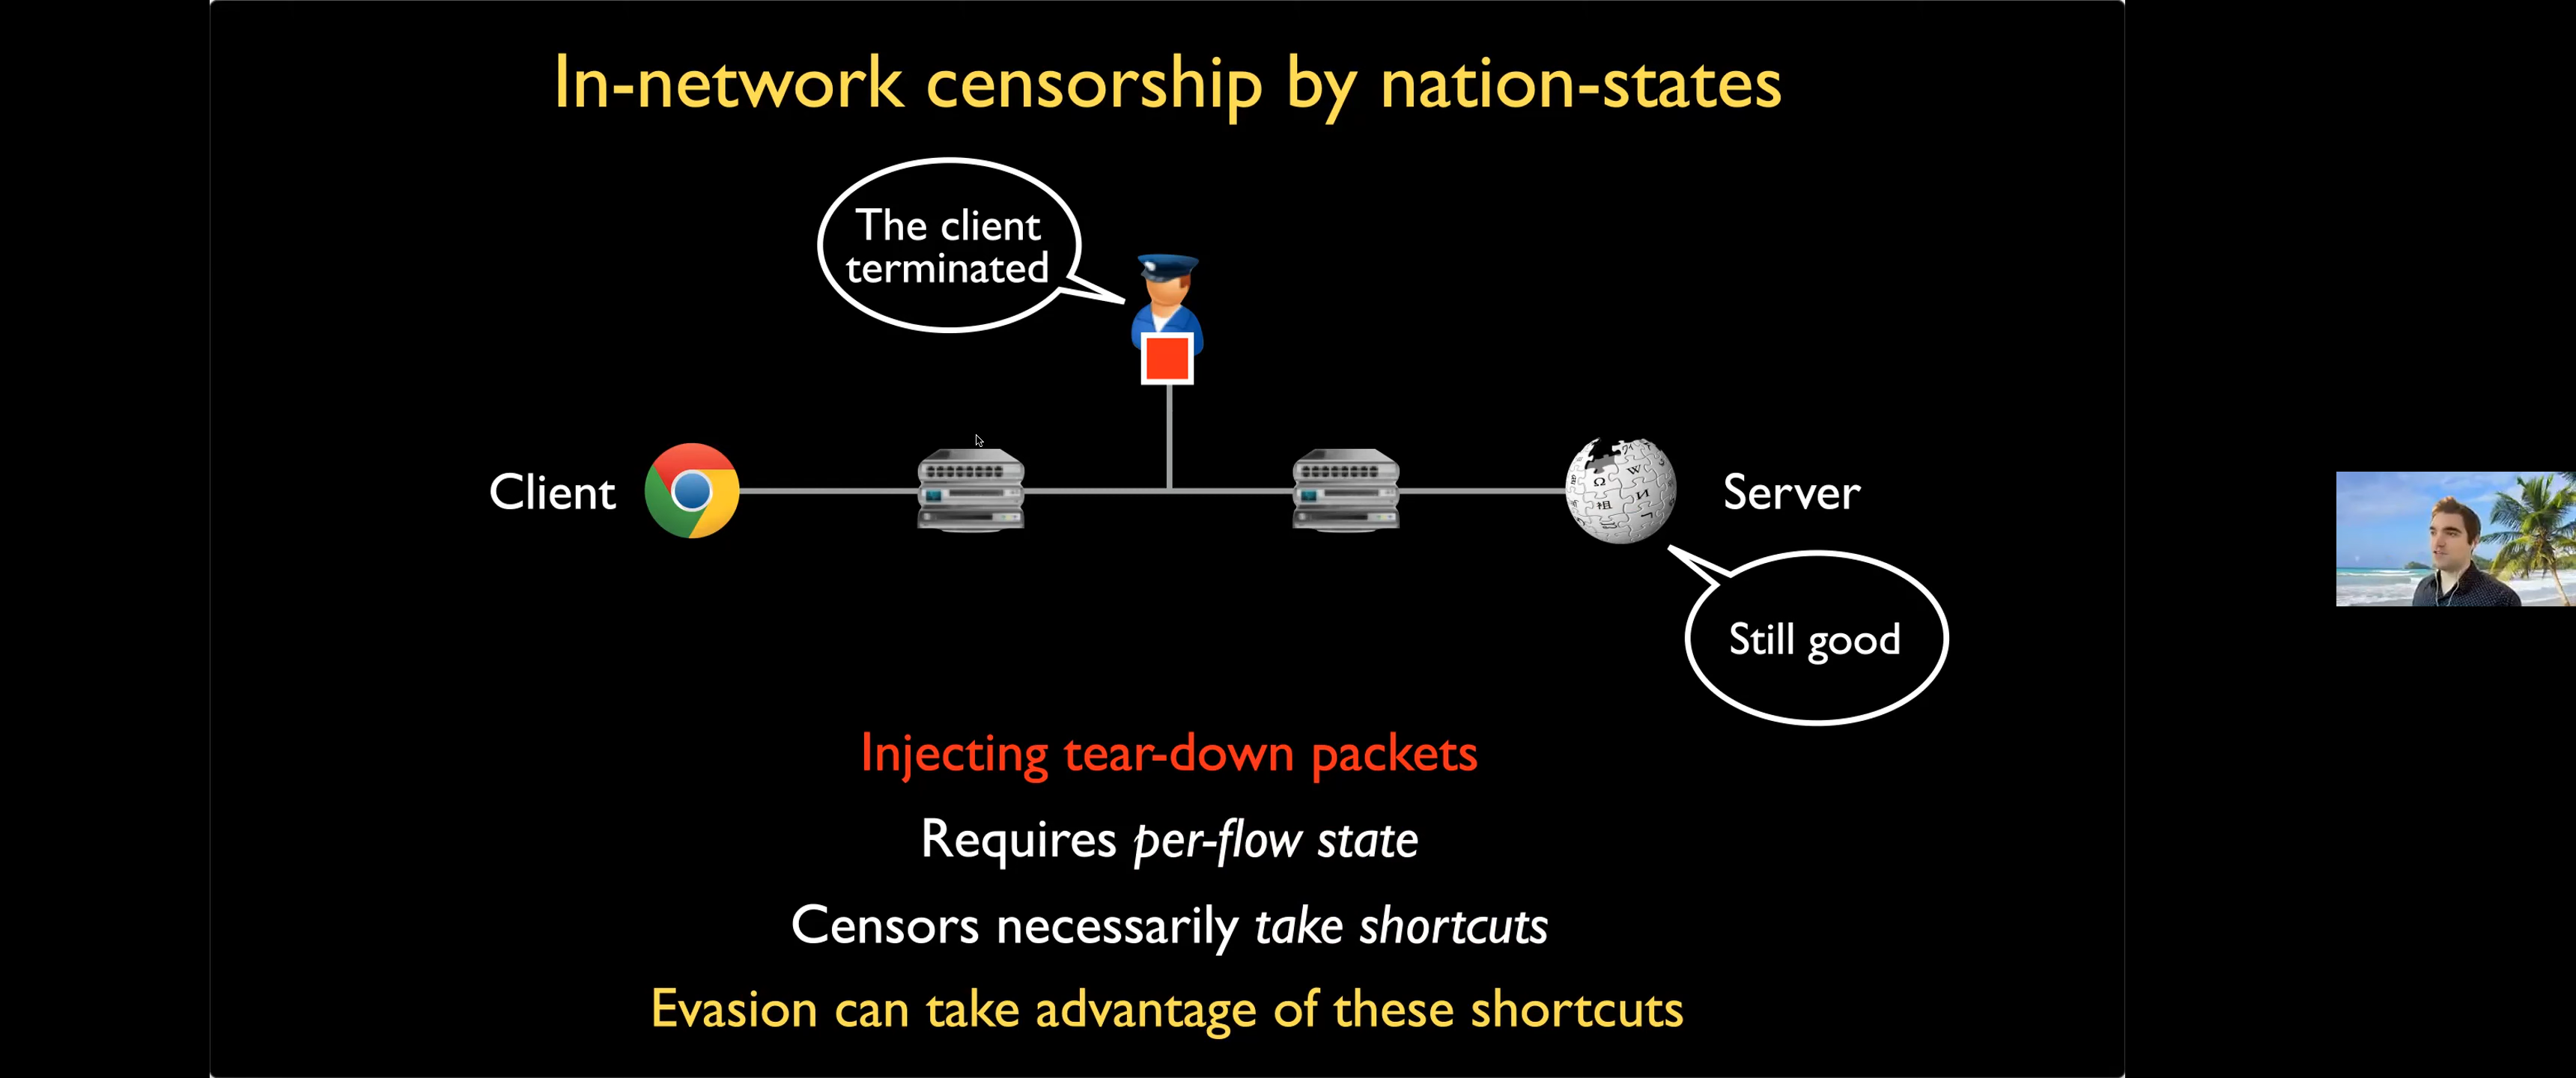 In-network censorship by nation-states
The client
terminated
Client
Server
Still good
Injecting tear-down packets
Requires per-flow state
Censors necessarily take shortcuts
Evasion can take advantage of these shortcuts